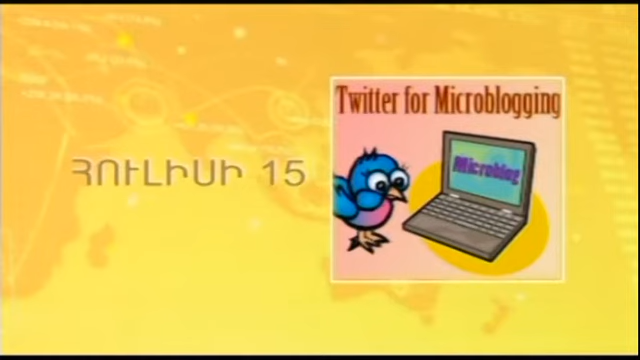 ՀՈՒԼԻՍԻ 15
Twitter for Microblogging
Microblog